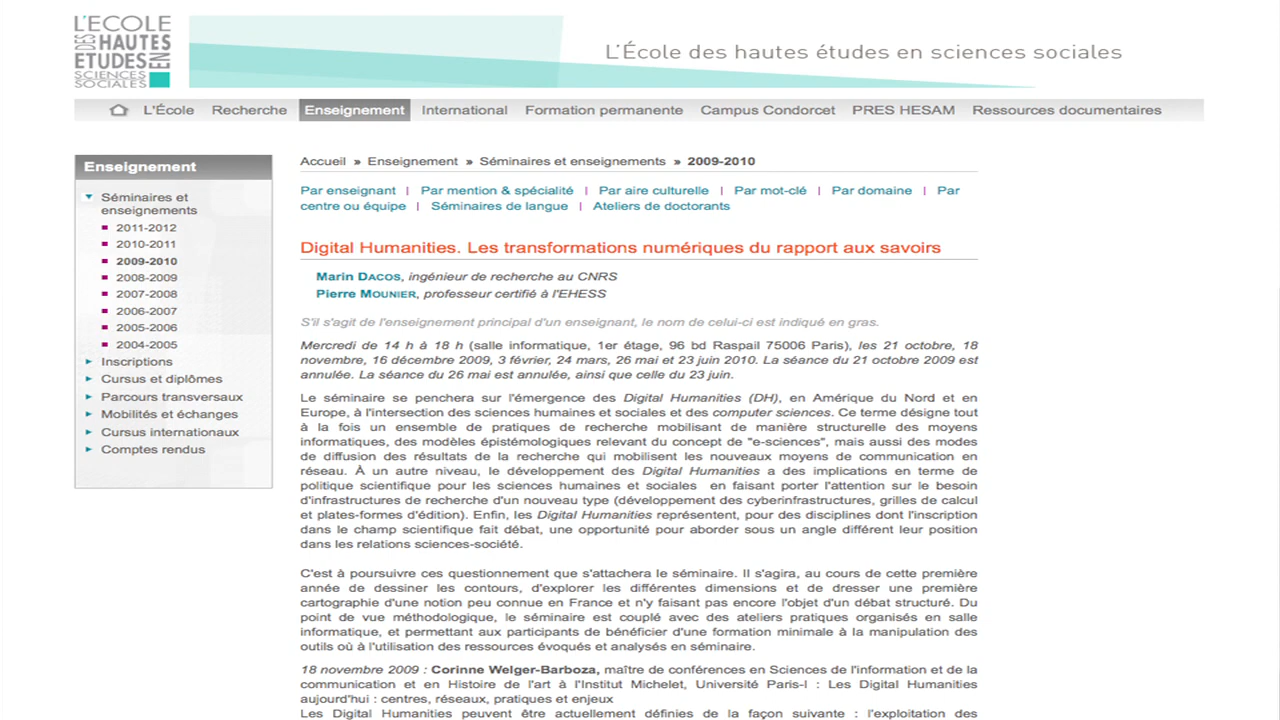 L'ECOLE
DES HAUTES
ETUDES EN
SCIENCES
SOCIALES
L'École des hautes études en sciences sociales
L'École Recherche Enseignement International Formation permanente Campus Condorcet PRES HESAM Ressources documentaires
Enseignement
Séminaires et
enseignements
2011-2012
2010-2011
2009-2010
2008-2009
2007-2008
2006-2007
2005-2006
2004-2005
Inscriptions
Cursus et diplômes
Parcours transversaux
Mobilités et échanges
Cursus internationaux
Comptes rendus
Accueil » Enseignement » Séminaires et enseignements » 2009-2010
Par enseignant | Par mention & spécialité | Par aire culturelle | Par mot-clé | Par domaine | Par
centre ou équipe | Séminaires de langue | Ateliers de doctorants
Digital Humanities. Les transformations numériques du rapport aux savoirs
Marin DACOS, ingénieur de recherche au CNRS
Pierre MOUNIER, professeur certifié à l'EHESS
S'il s'agit de l'enseignement principal d'un enseignant, le nom de celui-ci est indiqué en gras.
Mercredi de 14 h à 18 h (salle informatique, 1er étage, 96 bd Raspail 75006 Paris), les 21 octobre, 18
novembre, 16 décembre 2009, 3 février, 24 mars, 26 mai et 23 juin 2010. La séance du 21 octobre 2009 est
annulée. La séance du 26 mai est annulée, ainsi que celle du 23 juin.
Le séminaire se penchera sur l'émergence des Digital Humanities (DH), en Amérique du Nord et en
Europe, à l'intersection des sciences humaines et sociales et des computer sciences. Ce terme désigne tout
à la fois un ensemble de pratiques de recherche mobilisant de manière structurelle des moyens
informatiques, des modèles épistémologiques relevant du concept de "e-sciences", mais aussi des modes
de diffusion des résultats de la recherche qui mobilisent les nouveaux moyens de communication en
réseau. À un autre niveau, le développement des Digital Humanities a des implications en terme de
politique scientifique pour les sciences humaines et sociales en faisant porter l'attention sur le besoin
d'infrastructures de recherche d'un nouveau type (développement des cyberinfrastructures, grilles de calcul
et plates-formes d'édition). Enfin, les Digital Humanities représentent, pour des disciplines dont l'inscription
dans le champ scientifique fait débat, une opportunité pour aborder sous un angle différent leur position
dans les relations sciences-société.
C'est à poursuivre ces questionnement que s'attachera le séminaire. Il s'agira, au cours de cette première
année de dessiner les contours, d'explorer les différentes dimensions et de dresser une première
cartographie d'une notion peu connue en France et n'y faisant pas encore l'objet d'un débat structuré. Du
point de vue méthodologique, le séminaire est couplé avec des ateliers pratiques organisés en salle
informatique, et permettant aux participants de bénéficier d'une formation minimale à la manipulation des
outils où à l'utilisation des ressources évoqués et analysés en séminaire.
18 novembre 2009 : Corinne Welger-Barboza, maître de conférences en Sciences de l'information et de la
communication et en Histoire de l'art à l'Institut Michelet, Université Paris-I : Les Digital Humanities
aujourd'hui : centres, réseaux, pratiques et enjeux
Les Digital Humanities peuvent être actuellement définies de la façon suivante : l'exploitation des